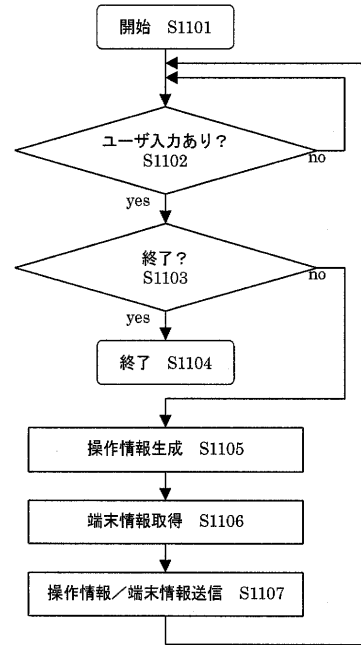 開始 S1101
ユーザ入力あり?
S1102
no
yes
終了?
S1103
no
yes
終了 S1104
操作情報生成 S1105
端末情報取得 S1106
操作情報/端末情報送信 S1107